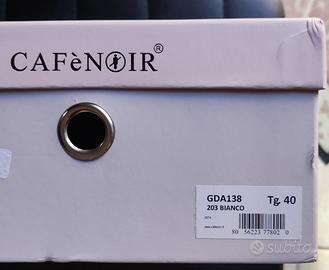 CAFèNOIR®
GDA138 Tg. 40
203 BIANCO
80 56223 77802 0
subito